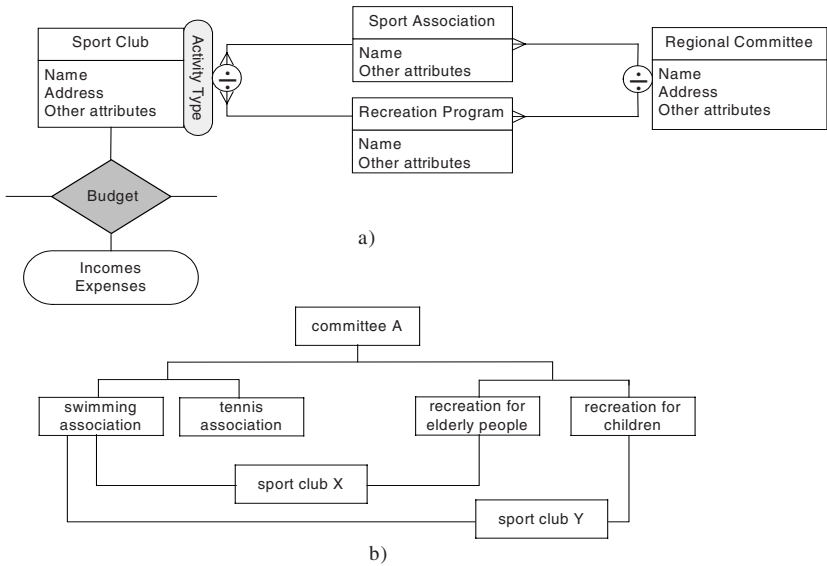 Sport Club
Name
Address
Other attributes
Activity Type
÷
Sport Association
Name
Other attributes
Recreation Program
Name
Other attributes
÷
Regional Committee
Name
Address
Other attributes
Budget
Incomes
Expenses
a)
committee A
swimming
association
tennis
association
recreation for
elderly people
recreation for
children
sport club X
sport club Y
b)